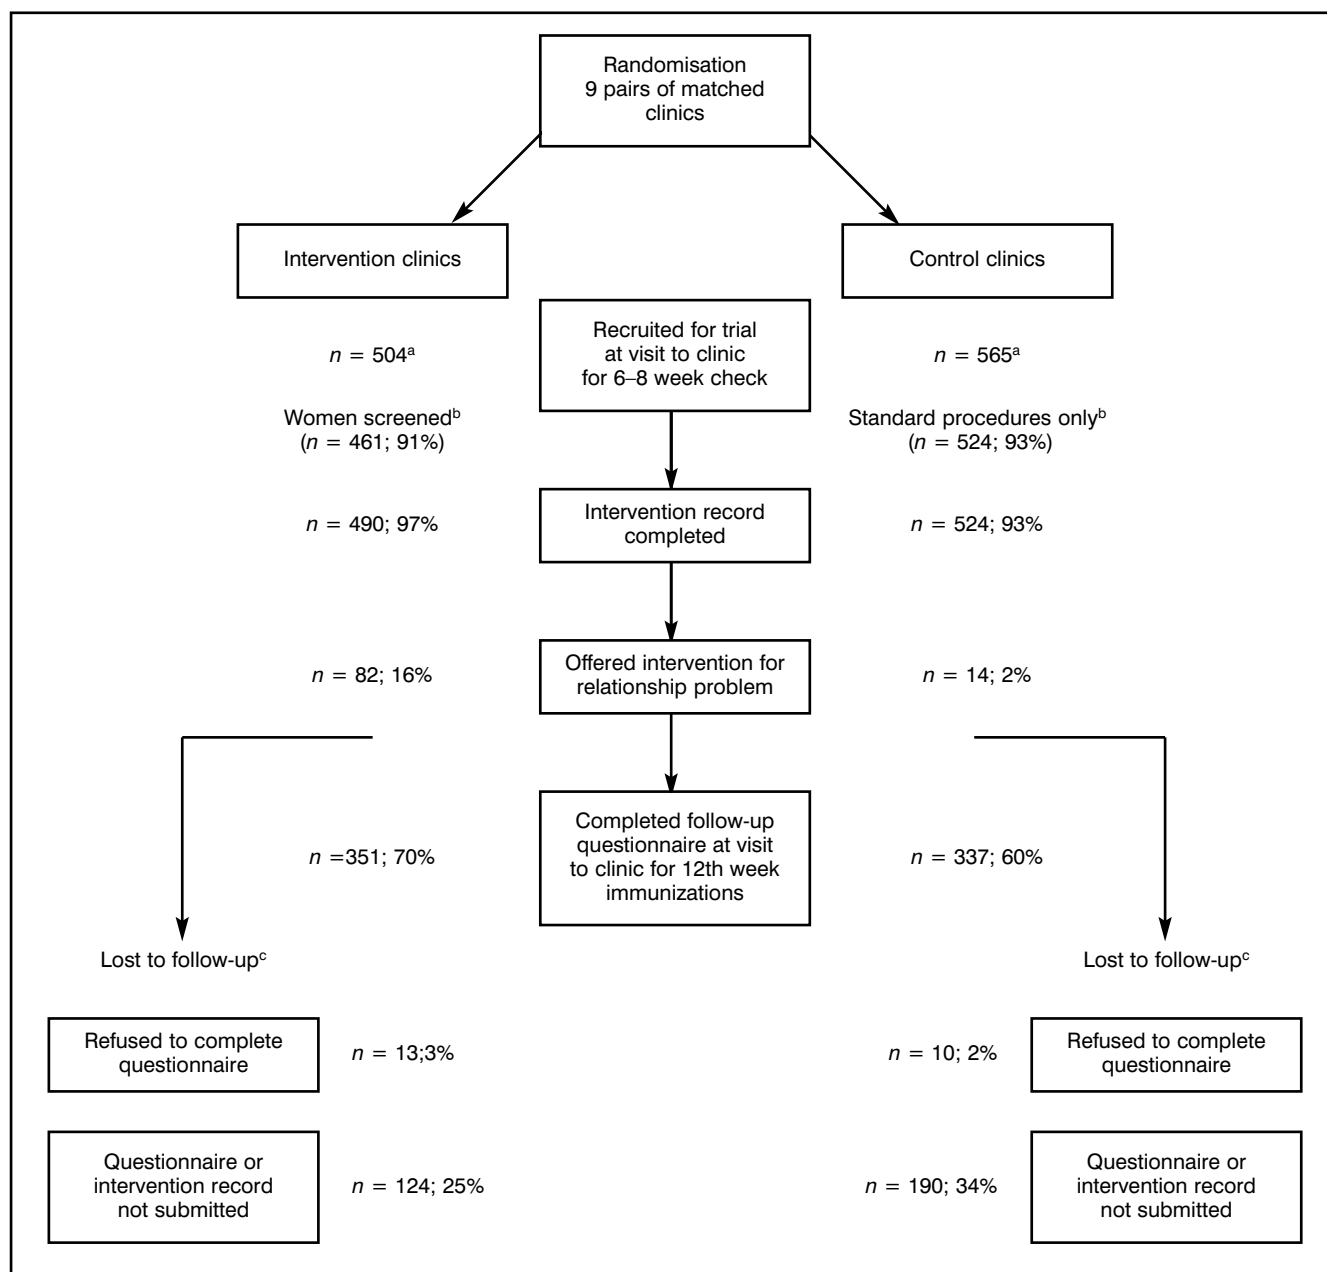 Randomisation
9 pairs of matched
clinics
Intervention clinics
Control clinics
n = 504ᵃ
Recruited for trial
at visit to clinic
for 6–8 week check
n = 565ᵃ
Women screenedᵇ
(n = 461; 91%)
Standard procedures onlyᵇ
(n = 524; 93%)
n = 490; 97%
Intervention record
completed
n = 524; 93%
n = 82; 16%
Offered intervention for
relationship problem
n = 14; 2%
n =351; 70%
Completed follow-up
questionnaire at visit
to clinic for 12th week
immunizations
n = 337; 60%
Lost to follow-upᶜ
Lost to follow-upᶜ
Refused to complete
questionnaire
n = 13;3%
n = 10; 2%
Refused to complete
questionnaire
Questionnaire or
intervention record
not submitted
n = 124; 25%
n = 190; 34%
Questionnaire or
intervention record
not submitted